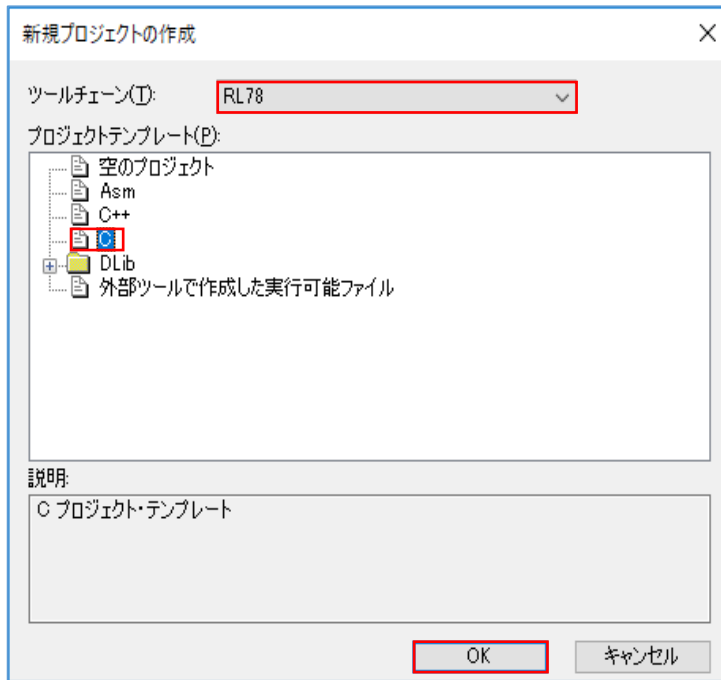 新規プロジェクトの作成
ツールチェーン(T): RL78
プロジェクトテンプレート(P):
空のプロジェクト
Asm
C++
C
DLib
外部ツールで作成した実行可能ファイル
説明:
C プロジェクト・テンプレート
OK キャンセル